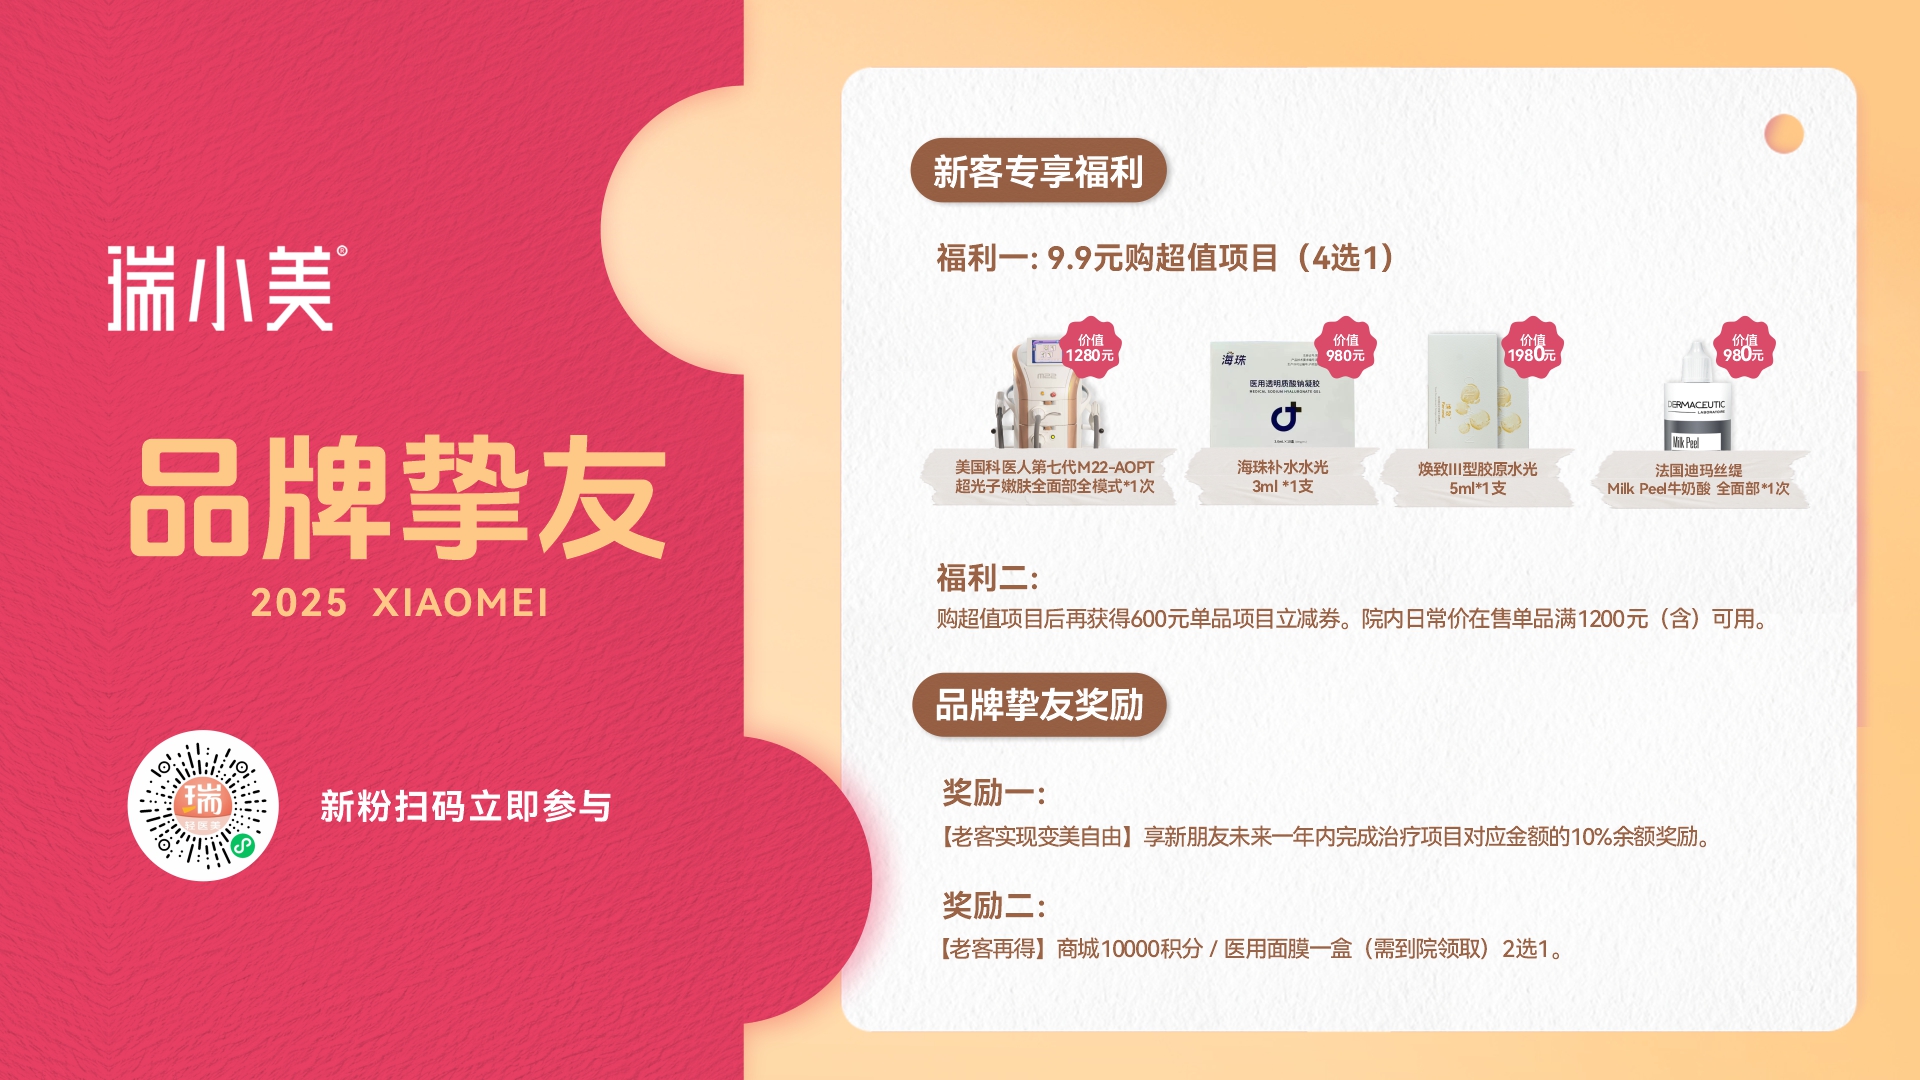 瑞小美®
品牌挚友
2025 XIAOMEI
瑞
轻医美
新粉扫码立即参与
新客专享福利
福利一: 9.9元购超值项目（4选1）
价值
1280元
价值
980元
价值
1980元
价值
980元
海珠
医用透明质酸钠凝胶
MEDICAL SODIUM HYALURONATE GEL
DERMACEUTIC
LABORATOIRE
Milk Peel
美国科医人第七代M22-AOPT
超光子嫩肤全面部全模式*1次
海珠补水水光
3ml *1支
焕致III型胶原水光
5ml*1支
法国迪玛丝缇
Milk Peel牛奶酸 全面部*1次
福利二:
购超值项目后再获得600元单品项目立减券。院内日常价在售单品满1200元（含）可用。
品牌挚友奖励
奖励一:
【老客实现变美自由】享新朋友未来一年内完成治疗项目对应金额的10%余额奖励。
奖励二:
【老客再得】商城10000积分 / 医用面膜一盒（需到院领取）2选1。